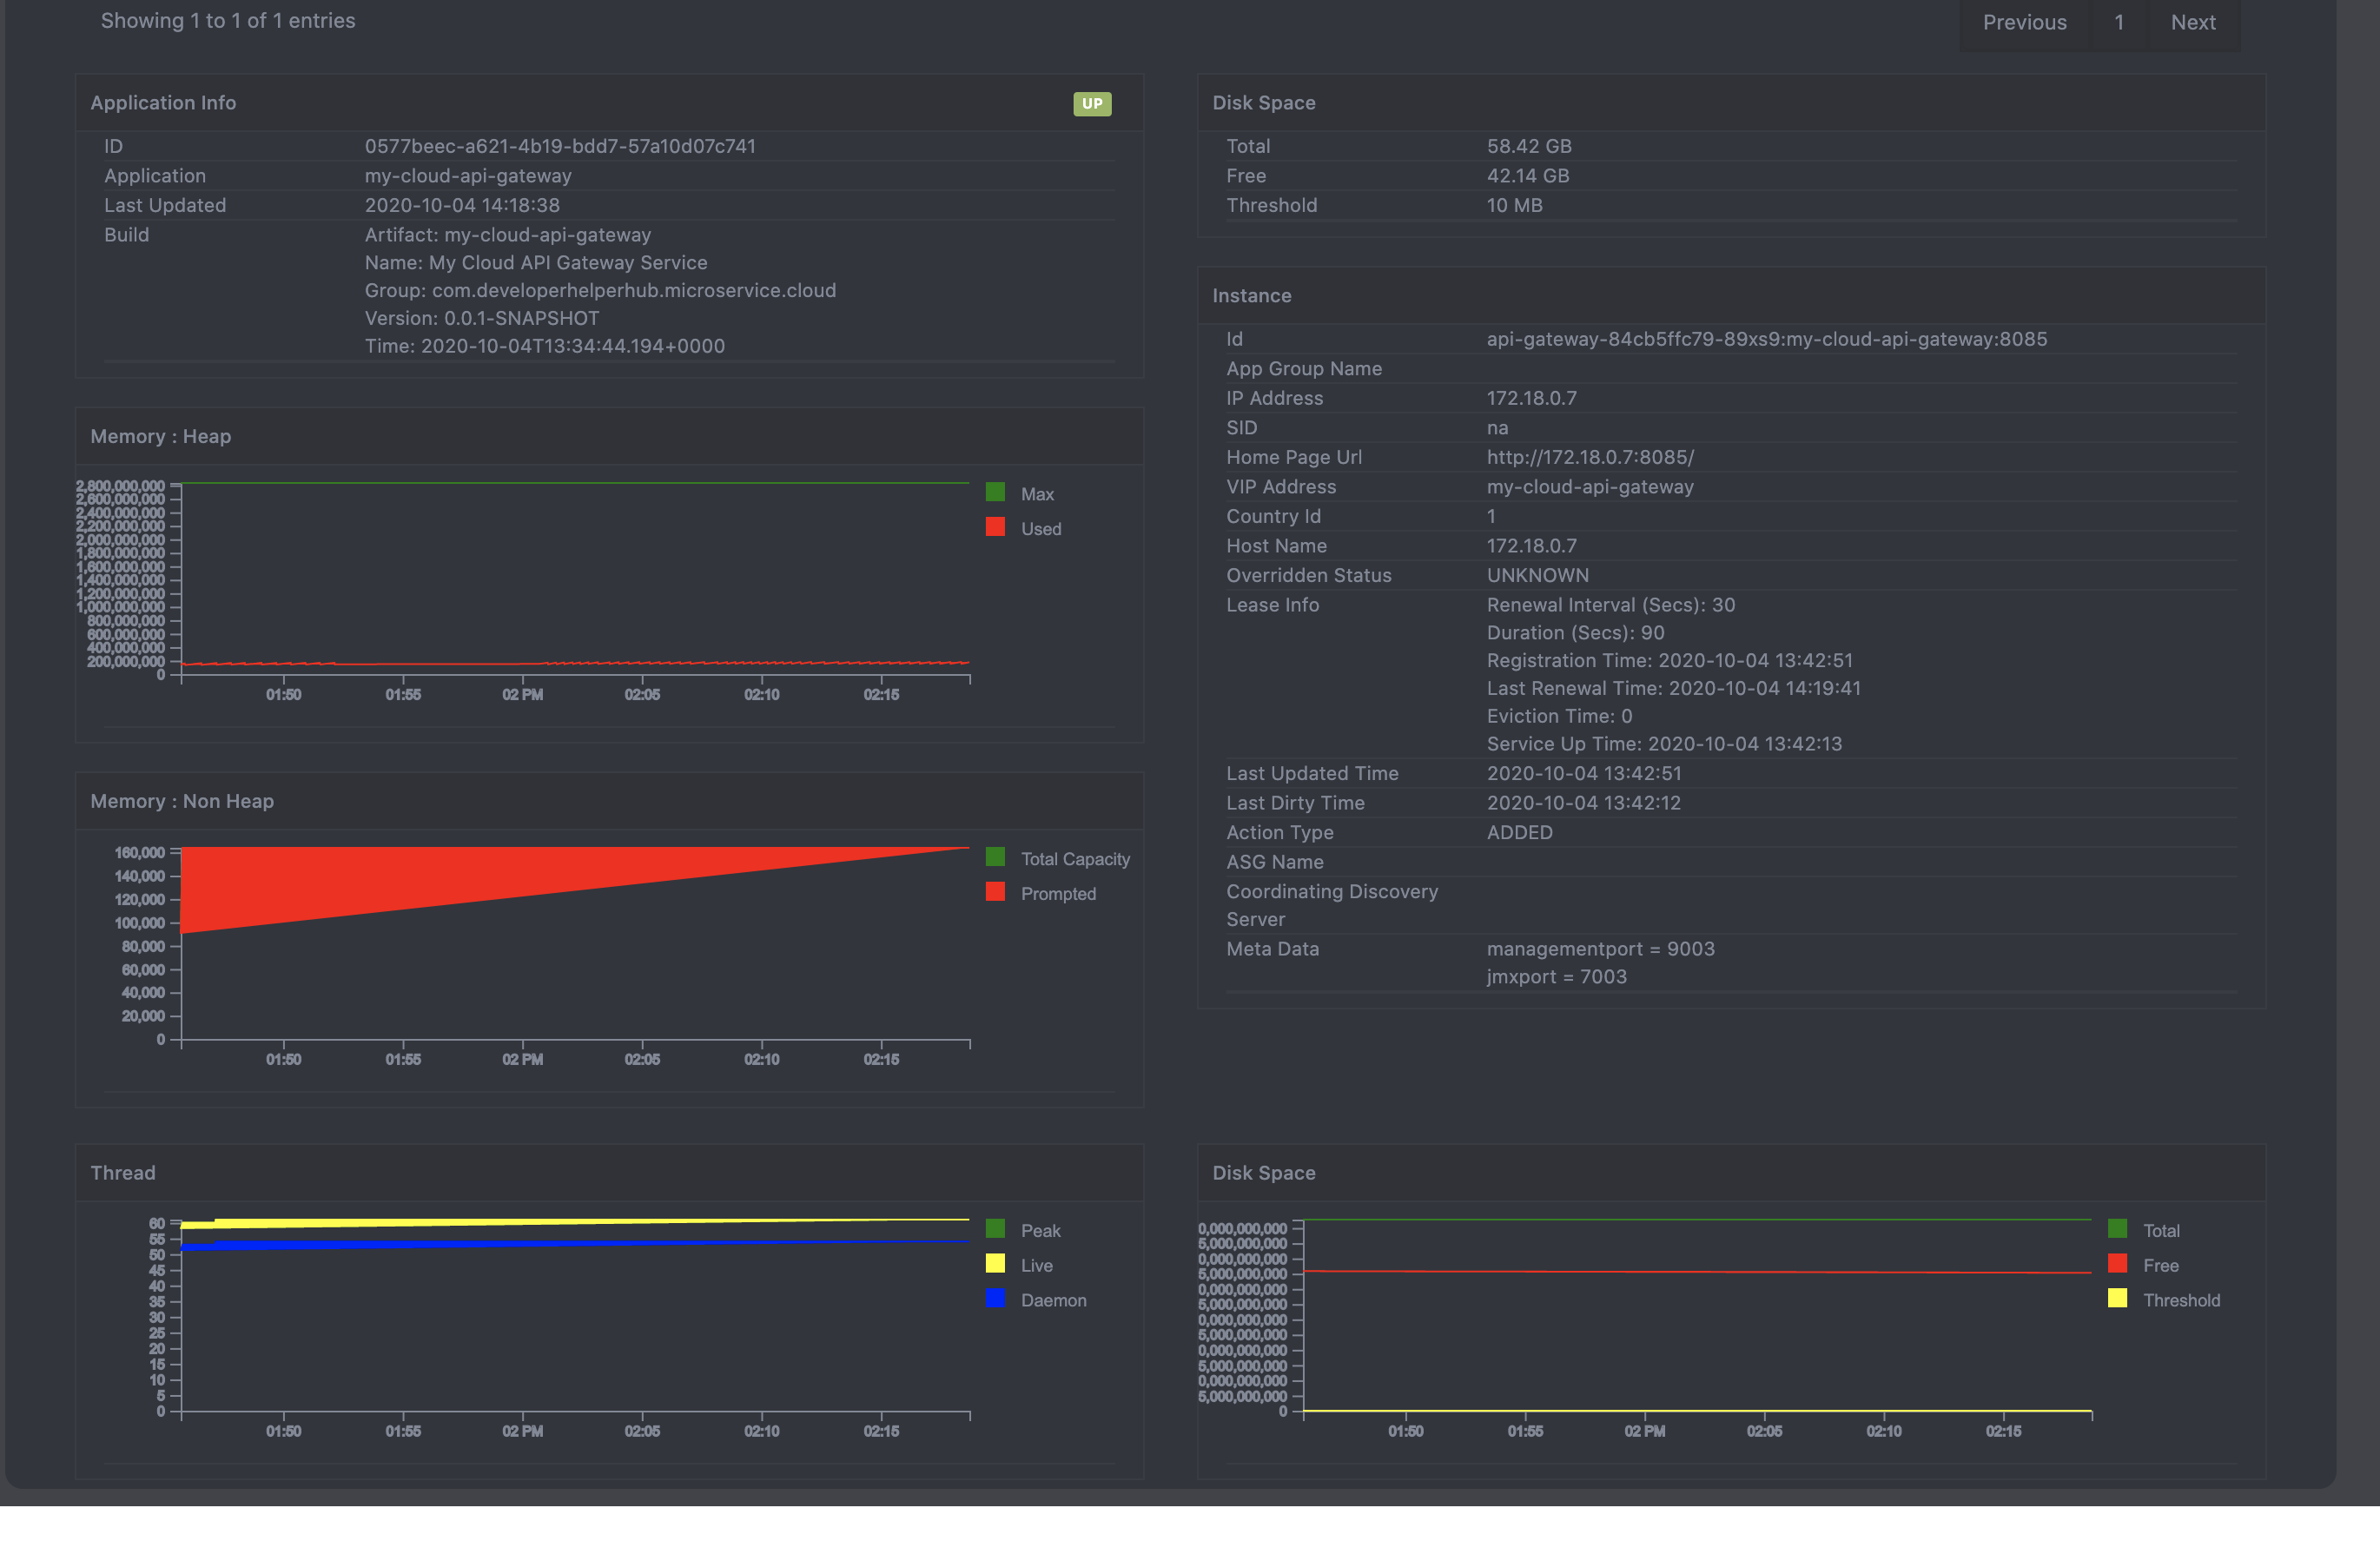 Showing 1 to 1 of 1 entries
Previous 1 Next
Application Info UP
ID 0577beec-a621-4b19-bdd7-57a10d07c741
Application my-cloud-api-gateway
Last Updated 2020-10-04 14:18:38
Build Artifact: my-cloud-api-gateway
Name: My Cloud API Gateway Service
Group: com.developerhelperhub.microservice.cloud
Version: 0.0.1-SNAPSHOT
Time: 2020-10-04T13:34:44.194+0000
Disk Space
Total 58.42 GB
Free 42.14 GB
Threshold 10 MB
Instance
Id api-gateway-84cb5ffc79-89xs9:my-cloud-api-gateway:8085
App Group Name
IP Address 172.18.0.7
SID na
Home Page Url http://172.18.0.7:8085/
VIP Address my-cloud-api-gateway
Country Id 1
Host Name 172.18.0.7
Overridden Status UNKNOWN
Lease Info Renewal Interval (Secs): 30
Duration (Secs): 90
Registration Time: 2020-10-04 13:42:51
Last Renewal Time: 2020-10-04 14:19:41
Eviction Time: 0
Service Up Time: 2020-10-04 13:42:13
Last Updated Time 2020-10-04 13:42:51
Last Dirty Time 2020-10-04 13:42:12
Action Type ADDED
ASG Name
Coordinating Discovery
Server
Meta Data managementport = 9003
jmxport = 7003
Memory : Heap
2,800,000,000
2,600,000,000
2,400,000,000
2,200,000,000
2,000,000,000
1,800,000,000
1,600,000,000
1,400,000,000
1,200,000,000
1,000,000,000
800,000,000
600,000,000
400,000,000
200,000,000
0
01:50 01:55 02 PM 02:05 02:10 02:15
Max
Used
Memory : Non Heap
160,000
140,000
120,000
100,000
80,000
60,000
40,000
20,000
0
01:50 01:55 02 PM 02:05 02:10 02:15
Total Capacity
Prompted
Thread
60
55
50
45
40
35
30
25
20
15
10
5
0
01:50 01:55 02 PM 02:05 02:10 02:15
Peak
Live
Daemon
Disk Space
0,000,000,000
5,000,000,000
0,000,000,000
5,000,000,000
0,000,000,000
5,000,000,000
0,000,000,000
5,000,000,000
0,000,000,000
5,000,000,000
0,000,000,000
5,000,000,000
0
01:50 01:55 02 PM 02:05 02:10 02:15
Total
Free
Threshold